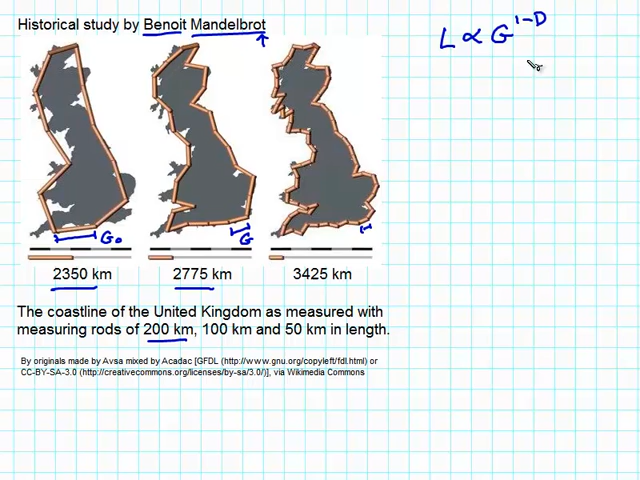 Historical study by Benoit Mandelbrot
L ∝ G^1-D
G₀
G
2350 km
2775 km
3425 km
The coastline of the United Kingdom as measured with
measuring rods of 200 km, 100 km and 50 km in length.
By originals made by Avsa mixed by Acadac [GFDL (http://www.gnu.org/copyleft/fdl.html) or
CC-BY-SA-3.0 (http://creativecommons.org/licenses/by-sa/3.0/)], via Wikimedia Commons